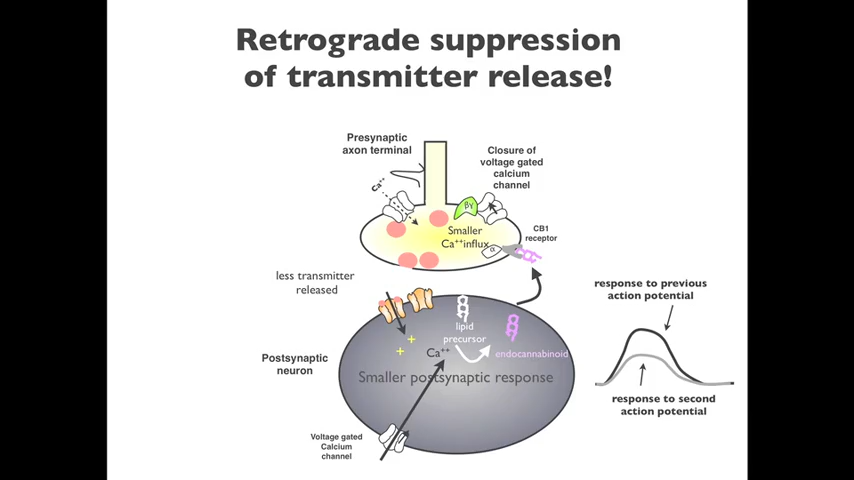 Retrograde suppression
of transmitter release!
Presynaptic
axon terminal
Closure of
voltage gated
calcium
channel
Ca++
βγ
Smaller
Ca++influx
α
CB1
receptor
less transmitter
released
response to previous
action potential
lipid
precursor
+
+
Ca++
endocannabinoid
Postsynaptic
neuron
Smaller postsynaptic response
response to second
action potential
Voltage gated
Calcium
channel